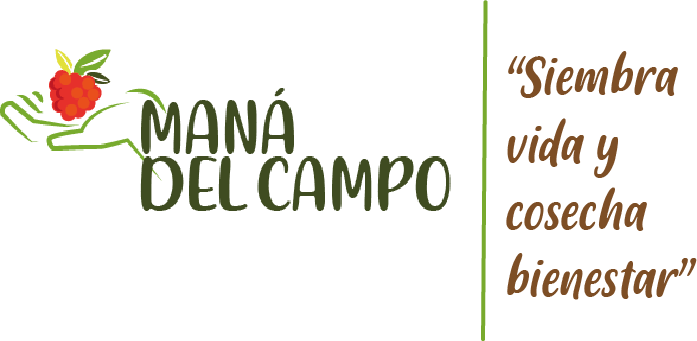 MANÁ
DEL CAMPO
“Siembra
vida y
cosecha
bienestar”